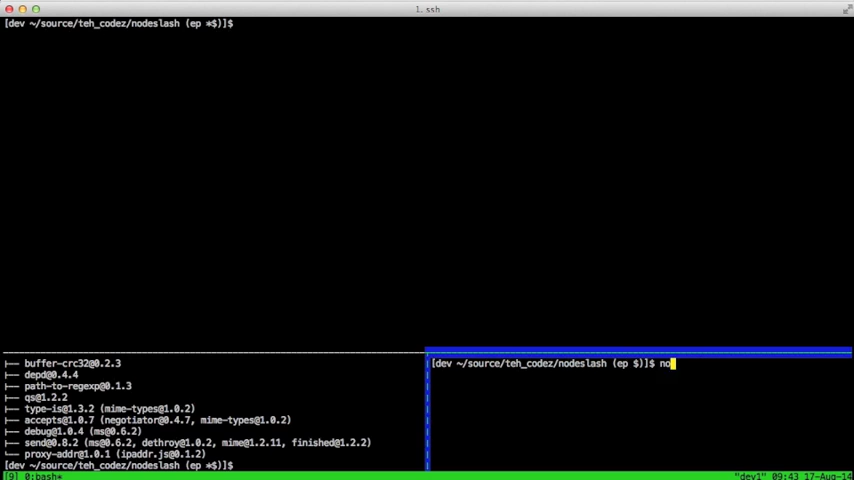 1. ssh
[dev ~/source/teh_codez/nodeslash (ep *$)]$
├── buffer-crc32@0.2.3
├── depd@0.4.4
├── path-to-regexp@0.1.3
├── qs@1.2.2
├── type-is@1.3.2 (mime-types@1.0.2)
├── accepts@1.0.7 (negotiator@0.4.7, mime-types@1.0.2)
├── debug@1.0.4 (ms@0.6.2)
├── send@0.8.2 (ms@0.6.2, dethroy@1.0.2, mime@1.2.11, finished@1.2.2)
└── proxy-addr@1.0.1 (ipaddr.js@0.1.2)
[dev ~/source/teh_codez/nodeslash (ep *$)]$
[dev ~/source/teh_codez/nodeslash (ep $)]$ no
[9] 0:bash*
"dev1" 09:43 17-Aug-14